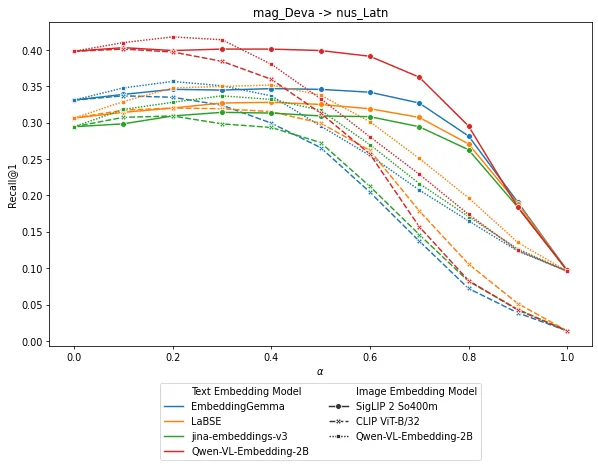 mag_Deva -> nus_Latn
Recall@1
0.40
0.35
0.30
0.25
0.20
0.15
0.10
0.05
0.00
0.0 0.2 0.4 0.6 0.8 1.0
α
Text Embedding Model
EmbeddingGemma
LaBSE
jina-embeddings-v3
Qwen-VL-Embedding-2B
Image Embedding Model
SigLIP 2 So400m
CLIP ViT-B/32
Qwen-VL-Embedding-2B